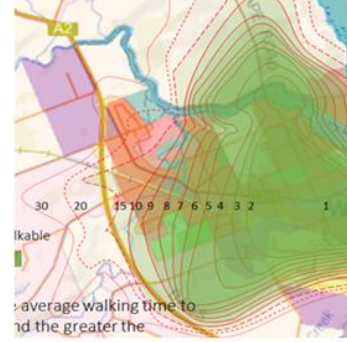 A2
30 20 15 10 9 8 7 6 5 4 3 2 1
lkable
average walking time to
nd the greater the
Creek